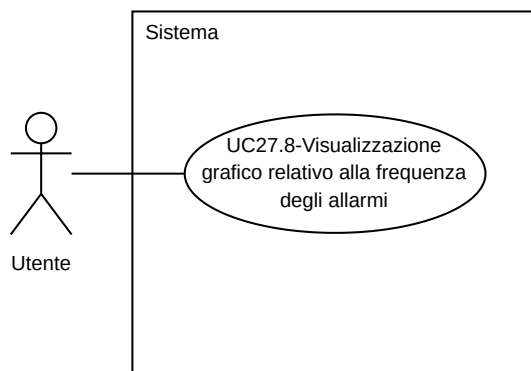 Sistema
UC27.8-Visualizzazione
grafico relativo alla frequenza
degli allarmi
Utente